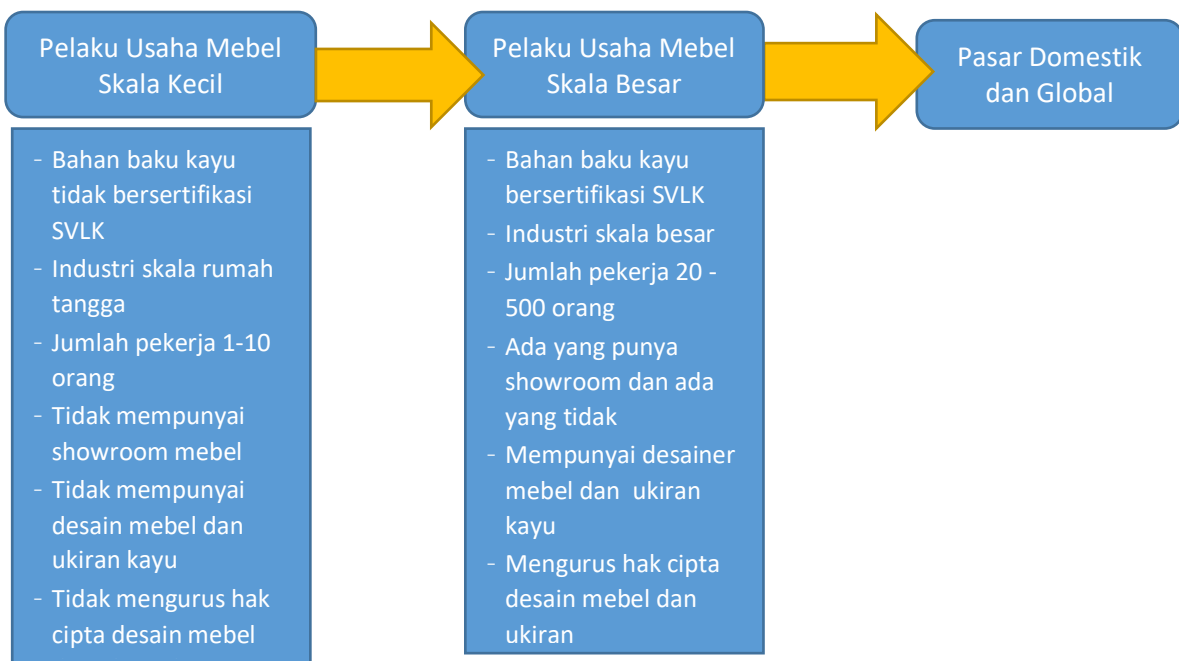 Pelaku Usaha Mebel
Skala Kecil
Pelaku Usaha Mebel
Skala Besar
Pasar Domestik
dan Global
- Bahan baku kayu
tidak bersertifikasi
SVLK
- Industri skala rumah
tangga
- Jumlah pekerja 1-10
orang
- Tidak mempunyai
showroom mebel
- Tidak mempunyai
desain mebel dan
ukiran kayu
- Tidak mengurus hak
cipta desain mebel
- Bahan baku kayu
bersertifikasi SVLK
- Industri skala besar
- Jumlah pekerja 20 -
500 orang
- Ada yang punya
showroom dan ada
yang tidak
- Mempunyai desainer
mebel dan  ukiran
kayu
- Mengurus hak cipta
desain mebel dan
ukiran